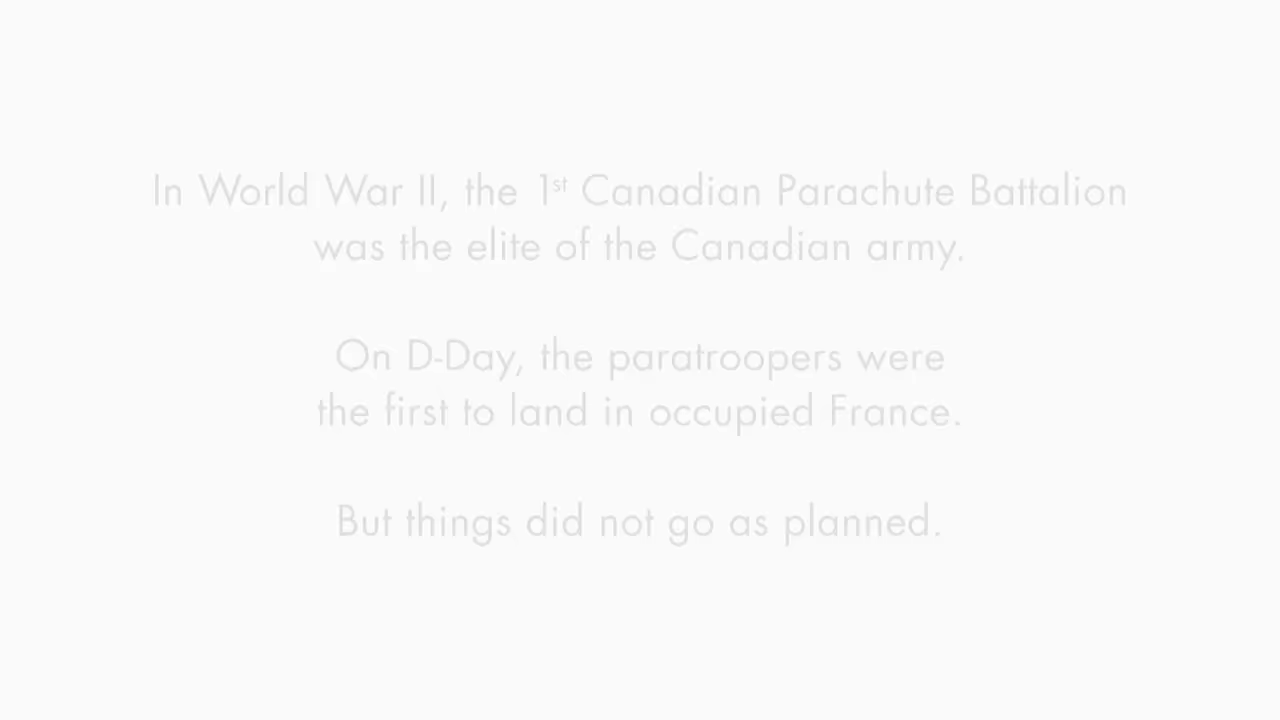 In World War II, the 1st Canadian Parachute Battalion
was the elite of the Canadian army.
On D-Day, the paratroopers were
the first to land in occupied France.
But things did not go as planned.